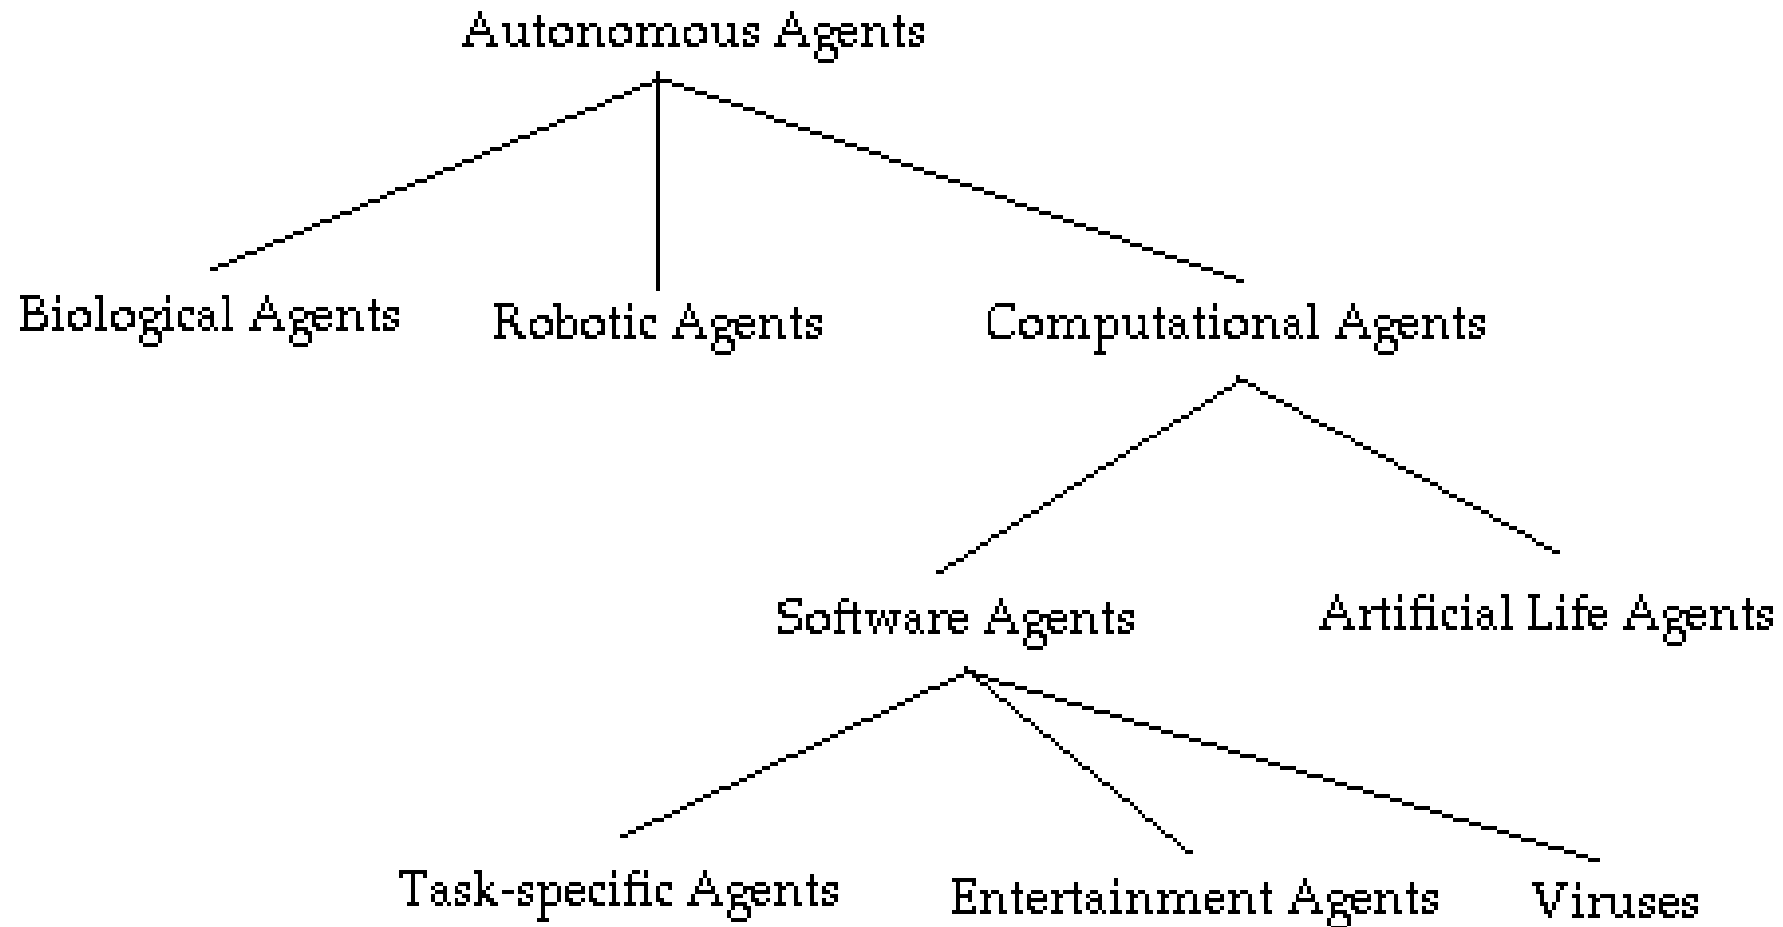 Autonomous Agents
Biological Agents
Robotic Agents
Computational Agents
Software Agents
Artificial Life Agents
Task-specific Agents
Entertainment Agents
Viruses